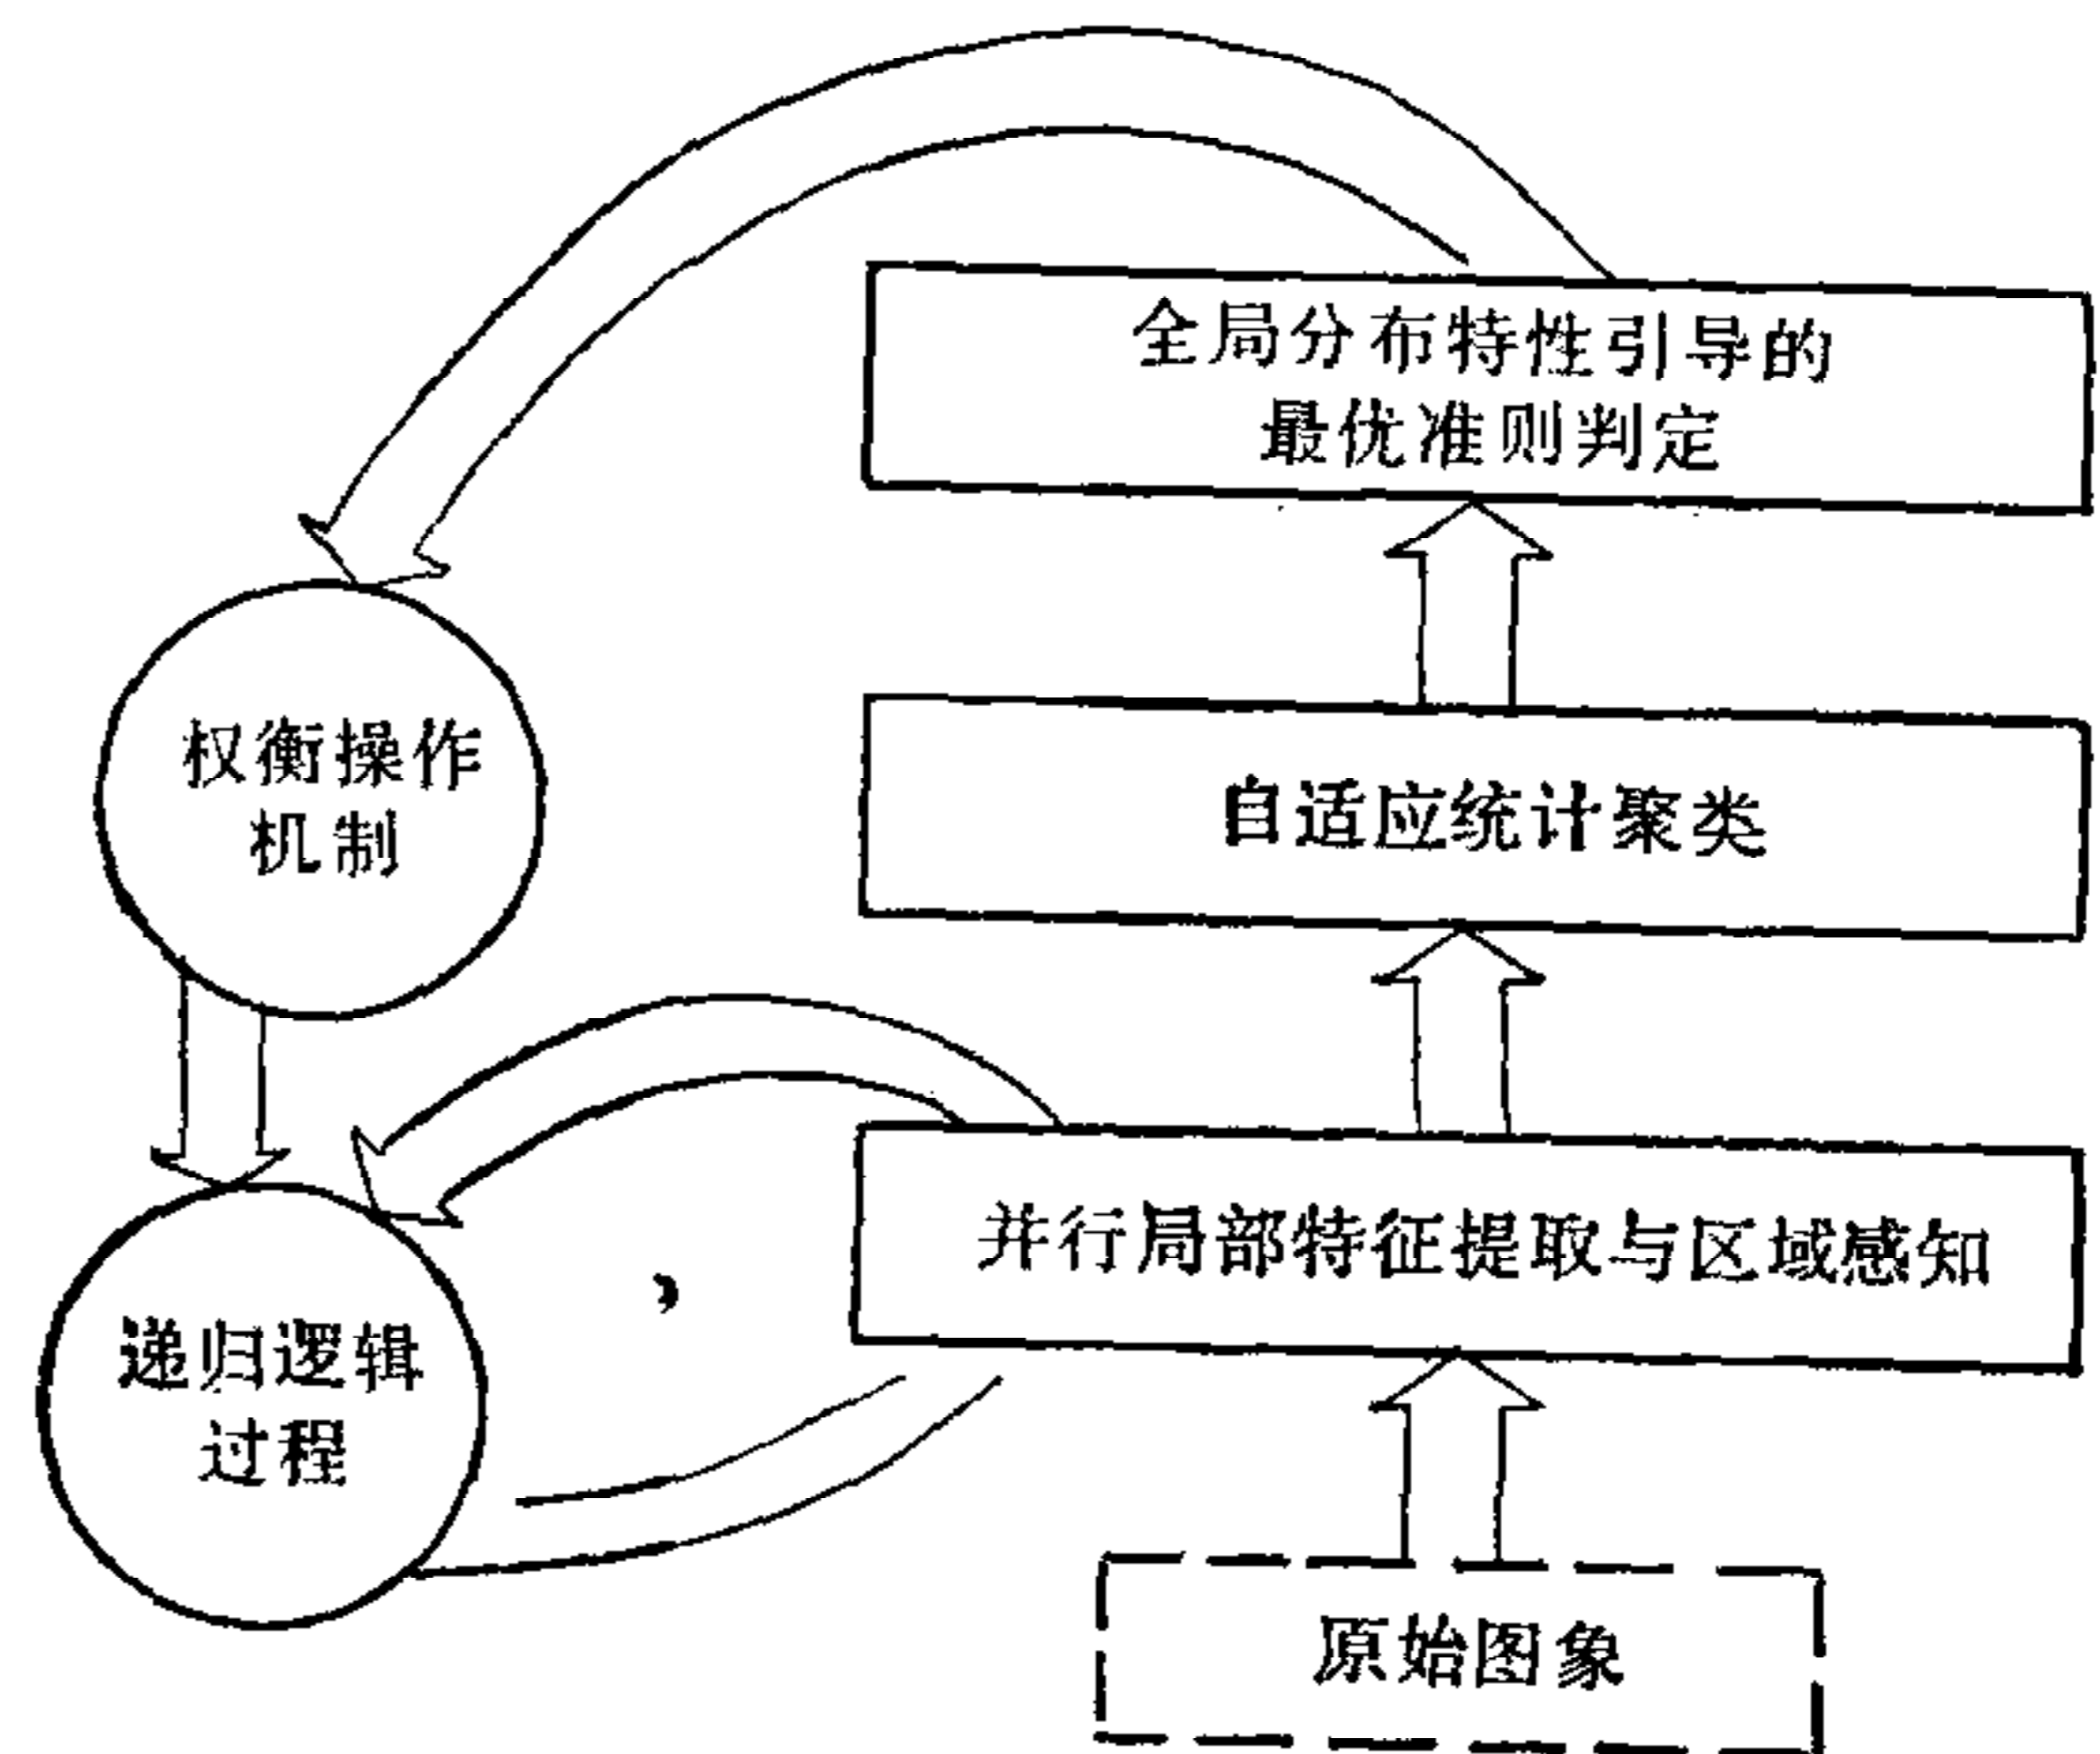 全局分布特性引导的
最优准则判定
权衡操作
机制
自适应统计聚类
并行局部特征提取与区域感知
递归逻辑
过程
原始图象